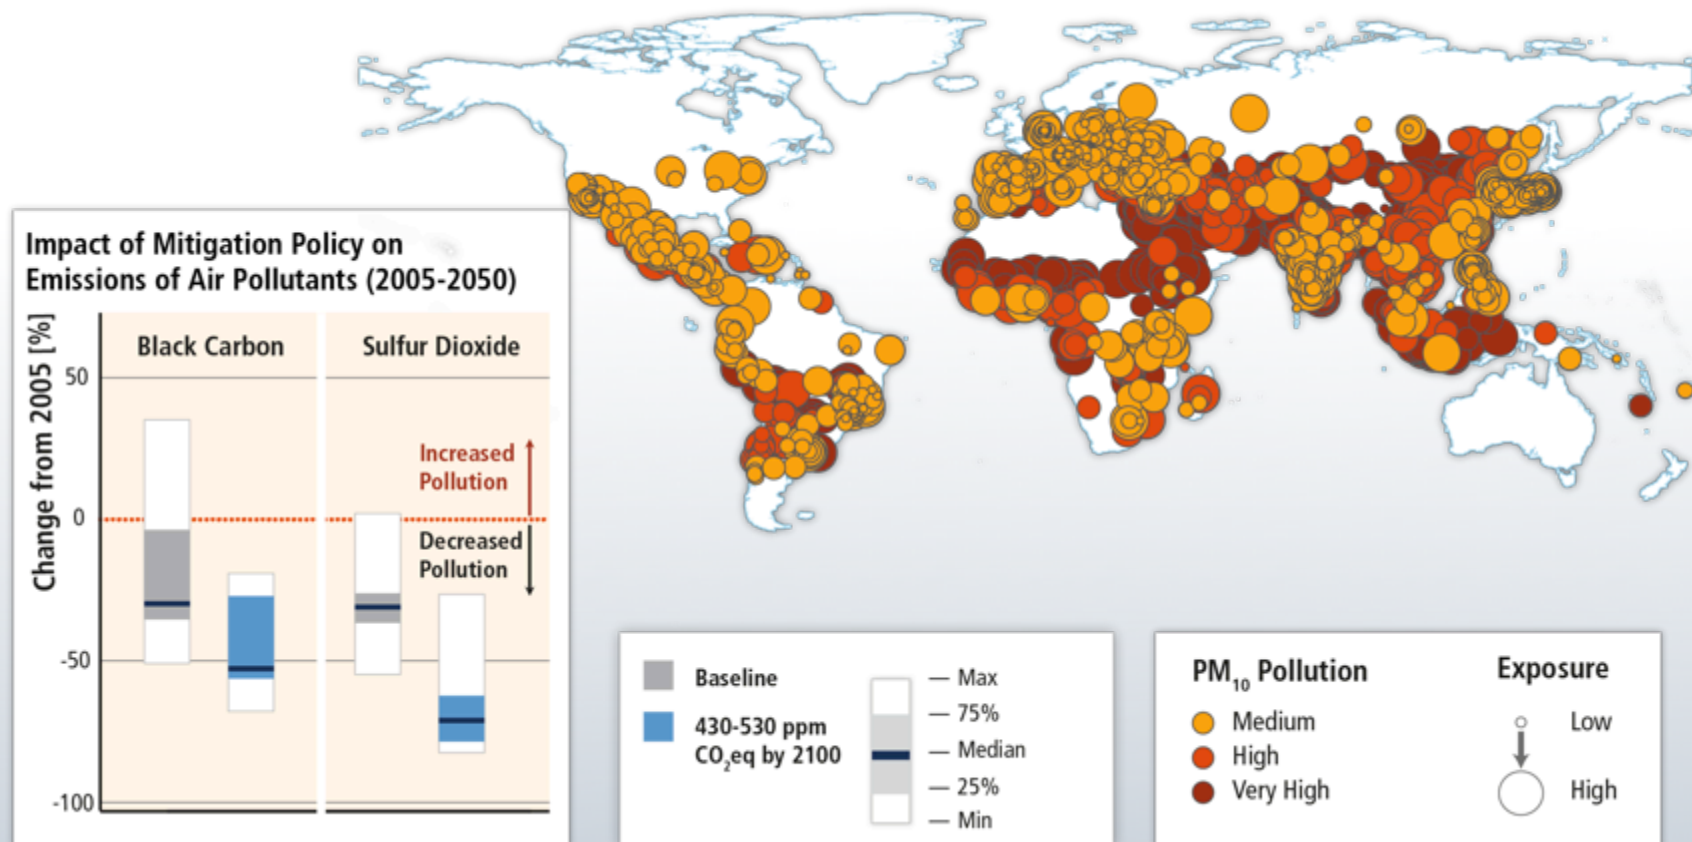 Impact of Mitigation Policy on
Emissions of Air Pollutants (2005-2050)
Change from 2005 [%]
Black Carbon
Sulfur Dioxide
50
0
-50
-100
Increased
Pollution
Decreased
Pollution
Baseline
430-530 ppm
CO₂eq by 2100
Max
75%
Median
25%
Min
PM₁₀ Pollution
Medium
High
Very High
Exposure
Low
High